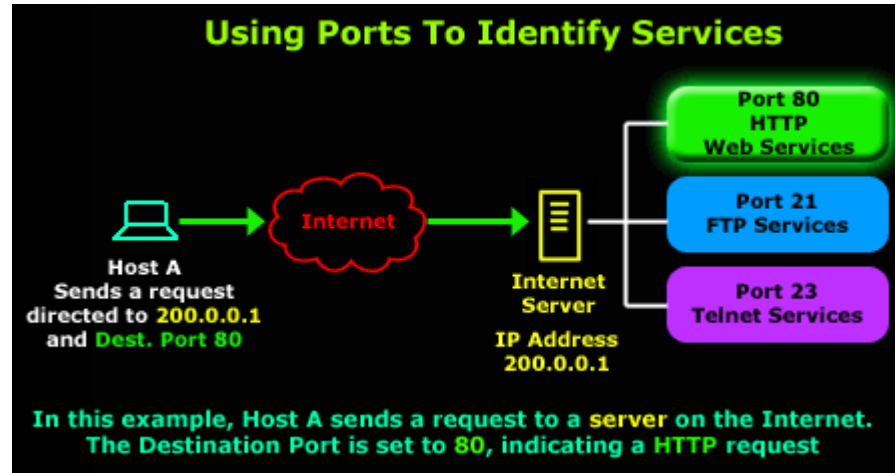 Using Ports To Identify Services
Port 80
HTTP
Web Services
Internet
Port 21
FTP Services
Host A
Sends a request
directed to 200.0.0.1
and Dest. Port 80
Internet
Server
IP Address
200.0.0.1
Port 23
Telnet Services
In this example, Host A sends a request to a server on the Internet.
The Destination Port is set to 80, indicating a HTTP request